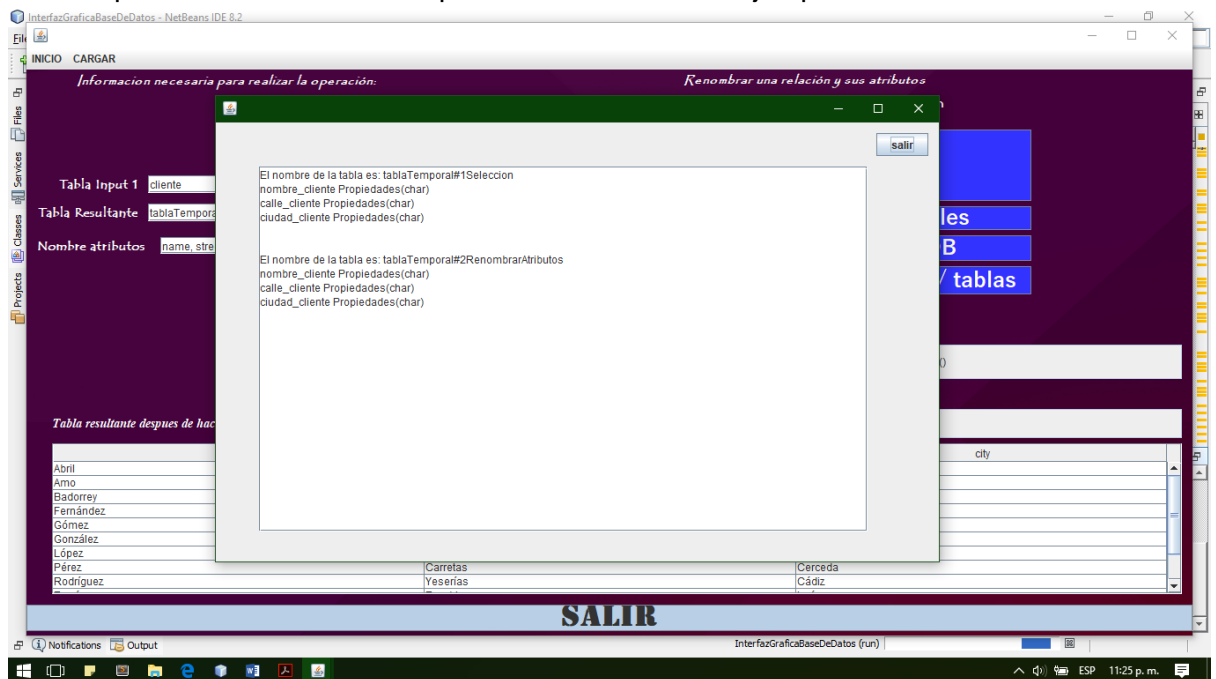 InterfazGraficaBaseDeDatos - NetBeans IDE 8.2
INICIO CARGAR
Informacion necesaria para realizar la operación:
Renombrar una relación y sus atributos
Files
Services
Classes
Projects
salir
Tabla Input 1 cliente
Tabla Resultante tablaTempora
Nombre atributos name, stre
El nombre de la tabla es: tablaTemporal#1Seleccion
nombre_cliente Propiedades(char)
calle_cliente Propiedades(char)
ciudad_cliente Propiedades(char)
El nombre de la tabla es: tablaTemporal#2RenombrarAtributos
nombre_cliente Propiedades(char)
calle_cliente Propiedades(char)
ciudad_cliente Propiedades(char)
les
B
/ tablas
()
Tabla resultante despues de hac
city
Abril
Amo
Badorrey
Fernández
Gómez
González
López
Pérez Carretas Cerceda
Rodríguez Yeserías Cádiz
SALIR
Notifications Output
InterfazGraficaBaseDeDatos (run)
ESP 11:25 p. m.